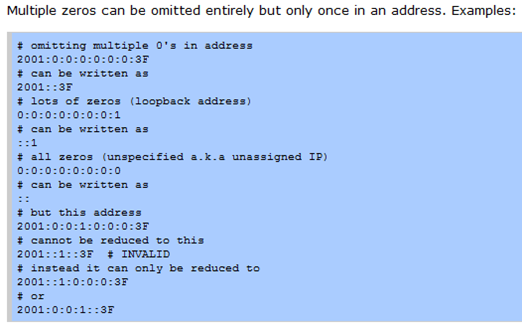 Multiple zeros can be omitted entirely but only once in an address. Examples:
# omitting multiple 0's in address
2001:0:0:0:0:0:0:3F
# can be written as
2001::3F
# lots of zeros (loopback address)
0:0:0:0:0:0:0:1
# can be written as
::1
# all zeros (unspecified a.k.a unassigned IP)
0:0:0:0:0:0:0:0
# can be written as
::
# but this address
2001:0:0:1:0:0:0:3F
# cannot be reduced to this
2001::1::3F  # INVALID
# instead it can only be reduced to
2001::1:0:0:0:3F
# or
2001:0:0:1::3F